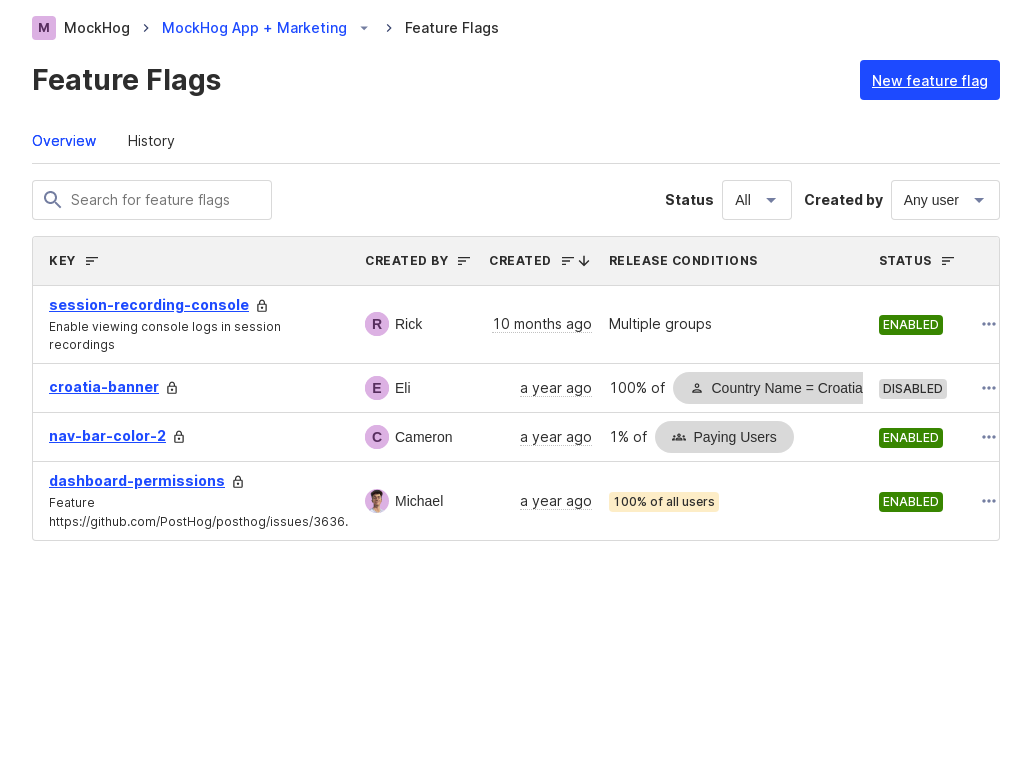 M MockHog MockHog App + Marketing Feature Flags
Feature Flags
New feature flag
Overview History
Search for feature flags Status All Created by Any user
KEY CREATED BY CREATED RELEASE CONDITIONS STATUS
session-recording-console
Enable viewing console logs in session
recordings
R Rick 10 months ago Multiple groups ENABLED
croatia-banner E Eli a year ago 100% of Country Name = Croatia DISABLED
nav-bar-color-2 C Cameron a year ago 1% of Paying Users ENABLED
dashboard-permissions
Feature
https://github.com/PostHog/posthog/issues/3636.
Michael a year ago 100% of all users ENABLED